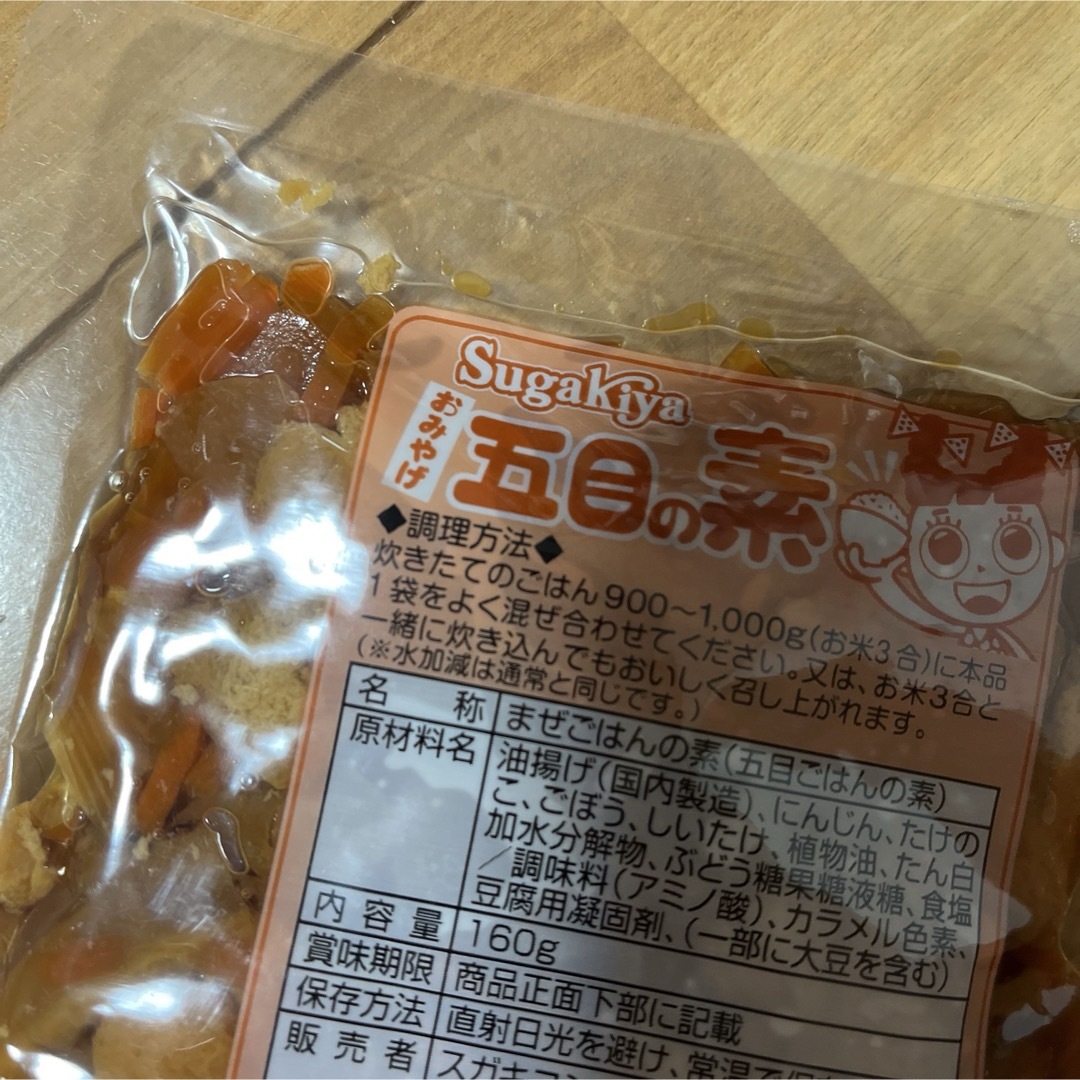 Sugakiya
おみやげ
五目の素
◆調理方法◆
炊きたてのごはん900～1,000g(お米3合)に本品
1袋をよく混ぜ合わせてください。又は、お米3合と
一緒に炊き込んでもおいしく召し上がれます。
(※水加減は通常と同じです。)
名称 まぜごはんの素(五目ごはんの素)
原材料名 油揚げ(国内製造)、にんじん、たけの
こ、ごぼう、しいたけ、植物油、たん白
加水分解物、ぶどう糖果糖液糖、食塩
／調味料(アミノ酸)、カラメル色素、
豆腐用凝固剤、(一部に大豆を含む)
内容量 160g
賞味期限 商品正面下部に記載
保存方法 直射日光を避け、常温で保
販売者 スガキコ